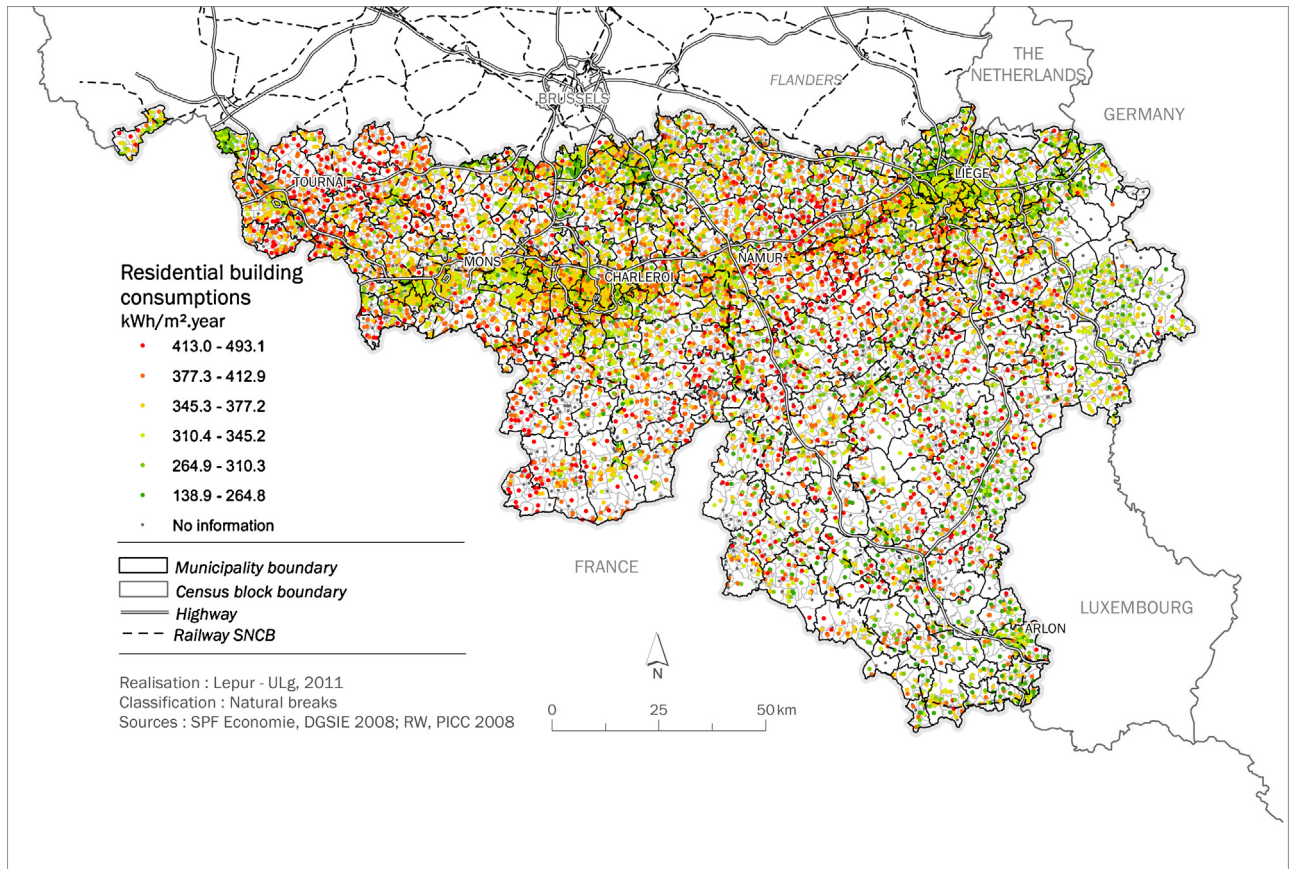 THE
NETHERLANDS
FLANDERS
BRUSSELS
GERMANY
LIÈGE
TOURNAI
MONS
NAMUR
CHARLEROI
Residential building
consumptions
kWh/m².year
413.0 - 493.1
377.3 - 412.9
345.3 - 377.2
310.4 - 345.2
264.9 - 310.3
138.9 - 264.8
No information
Municipality boundary
Census block boundary
Highway
Railway SNCB
FRANCE
LUXEMBOURG
ARLON
N
Realisation : Lepur - ULg, 2011
Classification : Natural breaks
Sources : SPF Economie, DGSIE 2008; RW, PICC 2008
0 25 50 km